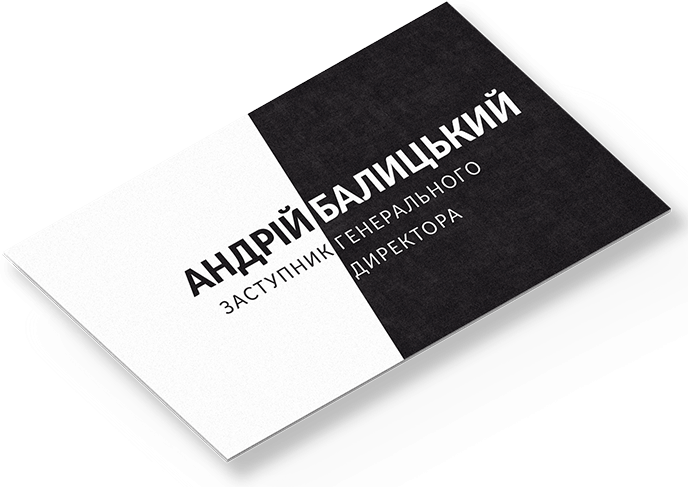 АНДРІЙ БАЛИЦЬКИЙ
ЗАСТУПНИК ГЕНЕРАЛЬНОГО
ДИРЕКТОРА